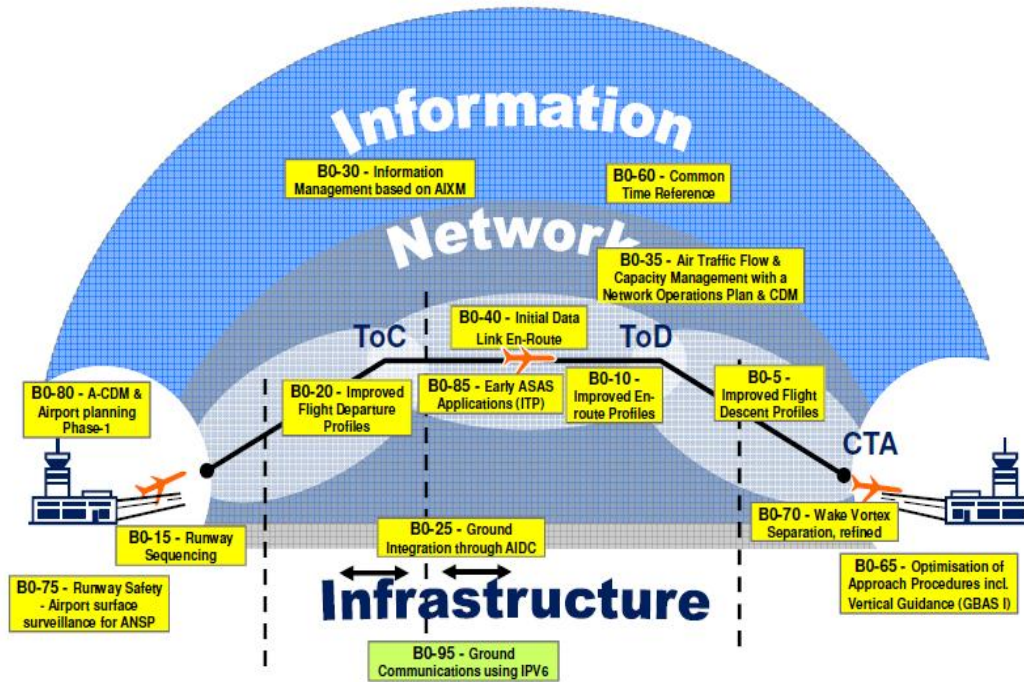 Information
B0-30 - Information
Management based on AIXM
B0-60 - Common
Time Reference
Network
B0-35 - Air Traffic Flow &
Capacity Management with a
Network Operations Plan & CDM
B0-40 - Initial Data
Link En-Route
ToC
ToD
B0-80 - A-CDM &
Airport planning
Phase-1
B0-20 - Improved
Flight Departure
Profiles
B0-85 - Early ASAS
Applications (ITP)
B0-10 -
Improved En-
route Profiles
B0-5 -
Improved Flight
Descent Profiles
CTA
B0-15 - Runway
Sequencing
B0-25 - Ground
Integration through AIDC
B0-70 - Wake Vortex
Separation, refined
B0-75 - Runway Safety
- Airport surface
surveillance for ANSP
B0-65 - Optimisation of
Approach Procedures incl.
Vertical Guidance (GBAS I)
Infrastructure
B0-95 - Ground
Communications using IPV6